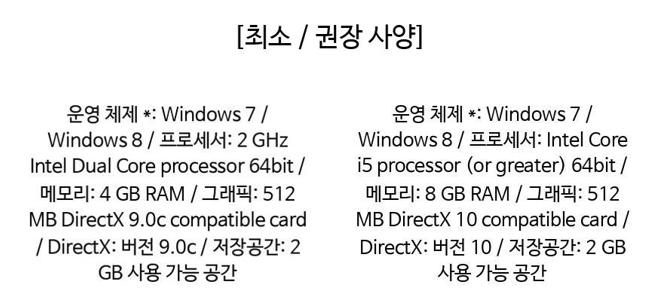 [최소 / 권장 사양]
운영 체제 *: Windows 7 /
Windows 8 / 프로세서: 2 GHz
Intel Dual Core processor 64bit /
메모리: 4 GB RAM / 그래픽: 512
MB DirectX 9.0c compatible card
/ DirectX: 버전 9.0c / 저장공간: 2
GB 사용 가능 공간
운영 체제 *: Windows 7 /
Windows 8 / 프로세서: Intel Core
i5 processor (or greater) 64bit /
메모리: 8 GB RAM / 그래픽: 512
MB DirectX 10 compatible card /
DirectX: 버전 10 / 저장공간: 2 GB
사용 가능 공간